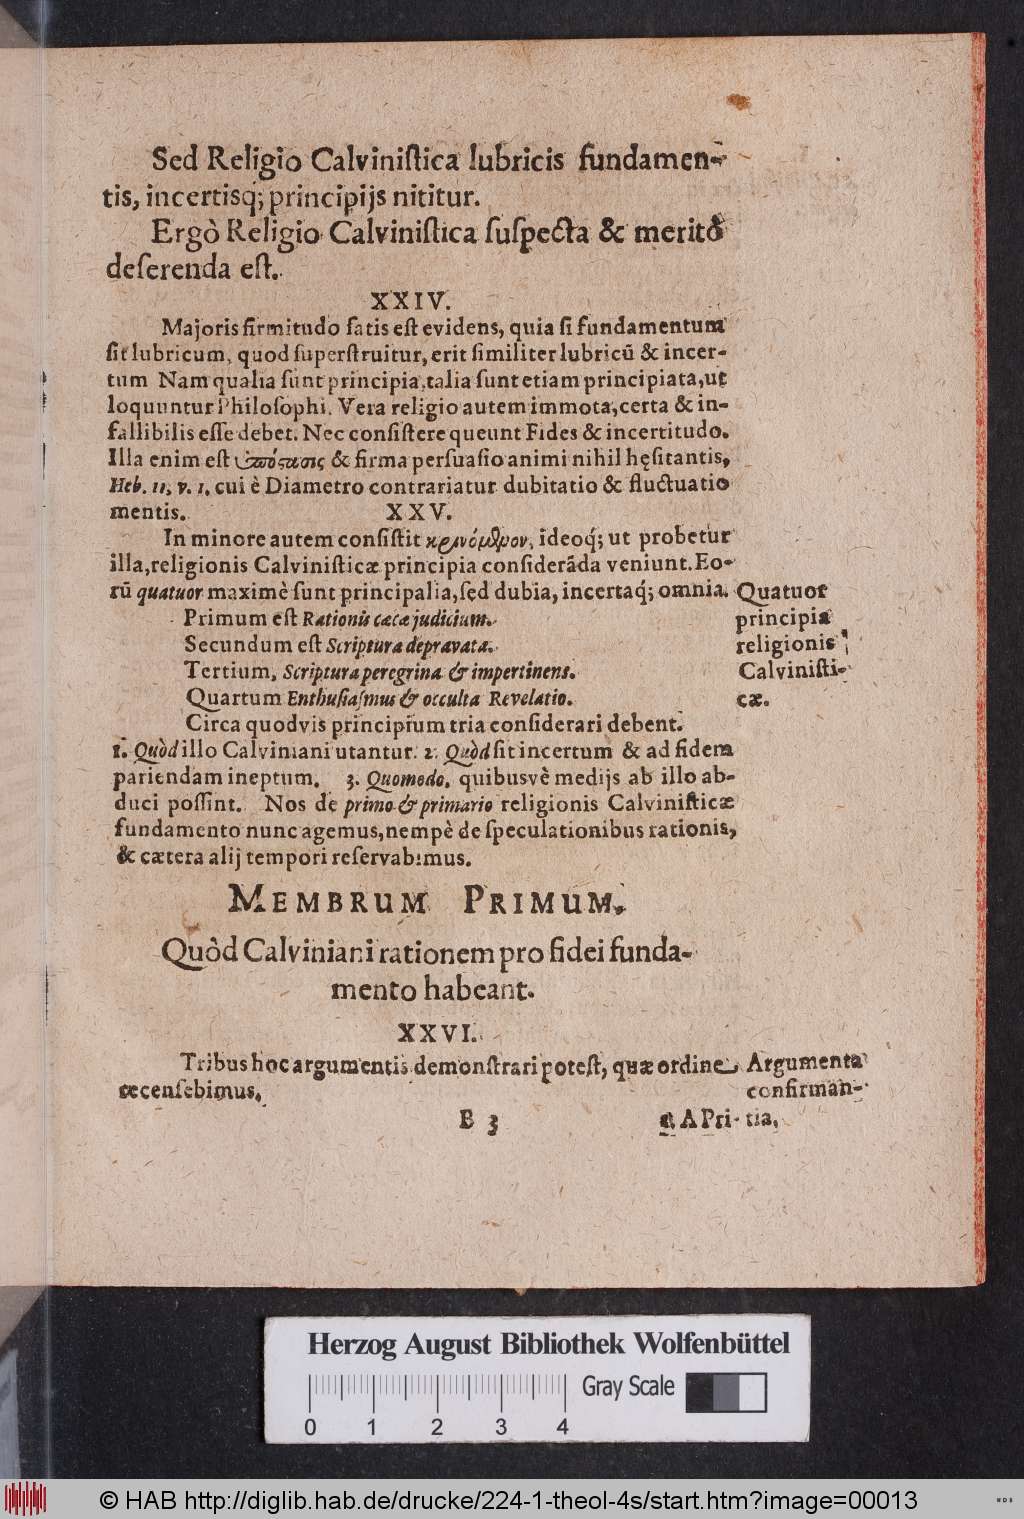 Sed Religio Calviniſtica lubricis fundamen-
tis, incertisq́; principijs nititur.
Ergò Religio Calviniſtica ſuſpecta & meritò
deſerenda eſt.
XXIV.
Majoris firmitudo ſatis eſt evidens, quia ſi fundamentum
ſit lubricum, quod ſuperſtruitur, erit ſimiliter lubricũ & incer-
tum Nam qualia ſunt principia, talia ſunt etiam principiata, ut
loquuntur Philoſophi. Vera religio autem immota, certa & in-
fallibilis eſſe debet. Nec conſiſtere queunt Fides & incertitudo.
Illa enim eſt ὑπόϛασις & firma perſuaſio animi nihil hęſitantis,
Heb. 11, v. 1, cui è Diametro contrariatur dubitatio & fluctuatio
mentis.
XXV.
In minore autem conſiſtit κρινόμενον, ideoq́; ut probetur
illa, religionis Calviniſticæ principia conſiderãda veniunt. Eo-
rũ quatuor maximè ſunt principalia, ſed dubia, incertaq́; omnia.
Quatuor
principia
religionis
Calviniſti-
cæ.
Primum eſt Rationis cæcæ judicium.
Secundum eſt Scriptura depravata.
Tertium, Scriptura peregrina & impertinens.
Quartum Enthuſiaſmus & occulta Revelatio.
Circa quodvis principium tria conſiderari debent.
1. Quòd illo Calviniani utantur. 2. Quòd ſit incertum & ad fidem
pariendam ineptum. 3. Quomodo, quibusvè medijs ab illo ab-
duci poſſint. Nos de primo & primario religionis Calviniſticæ
fundamento nunc agemus, nempè de ſpeculationibus rationis,
& cætera alij tempori reſervabimus.
MEMBRUM PRIMUM.
Quòd Calviniani rationem pro fidei funda-
mento habeant.
XXVI.
Tribus hoc argumentis demonſtrari poteſt, quæ ordine
recenſebimus.
Argumenta
confirman-
tia.
B 3
A Pri-
Herzog August Bibliothek Wolfenbüttel
Gray Scale
0 1 2 3 4
© HAB http://diglib.hab.de/drucke/224-1-theol-4s/start.htm?image=00013